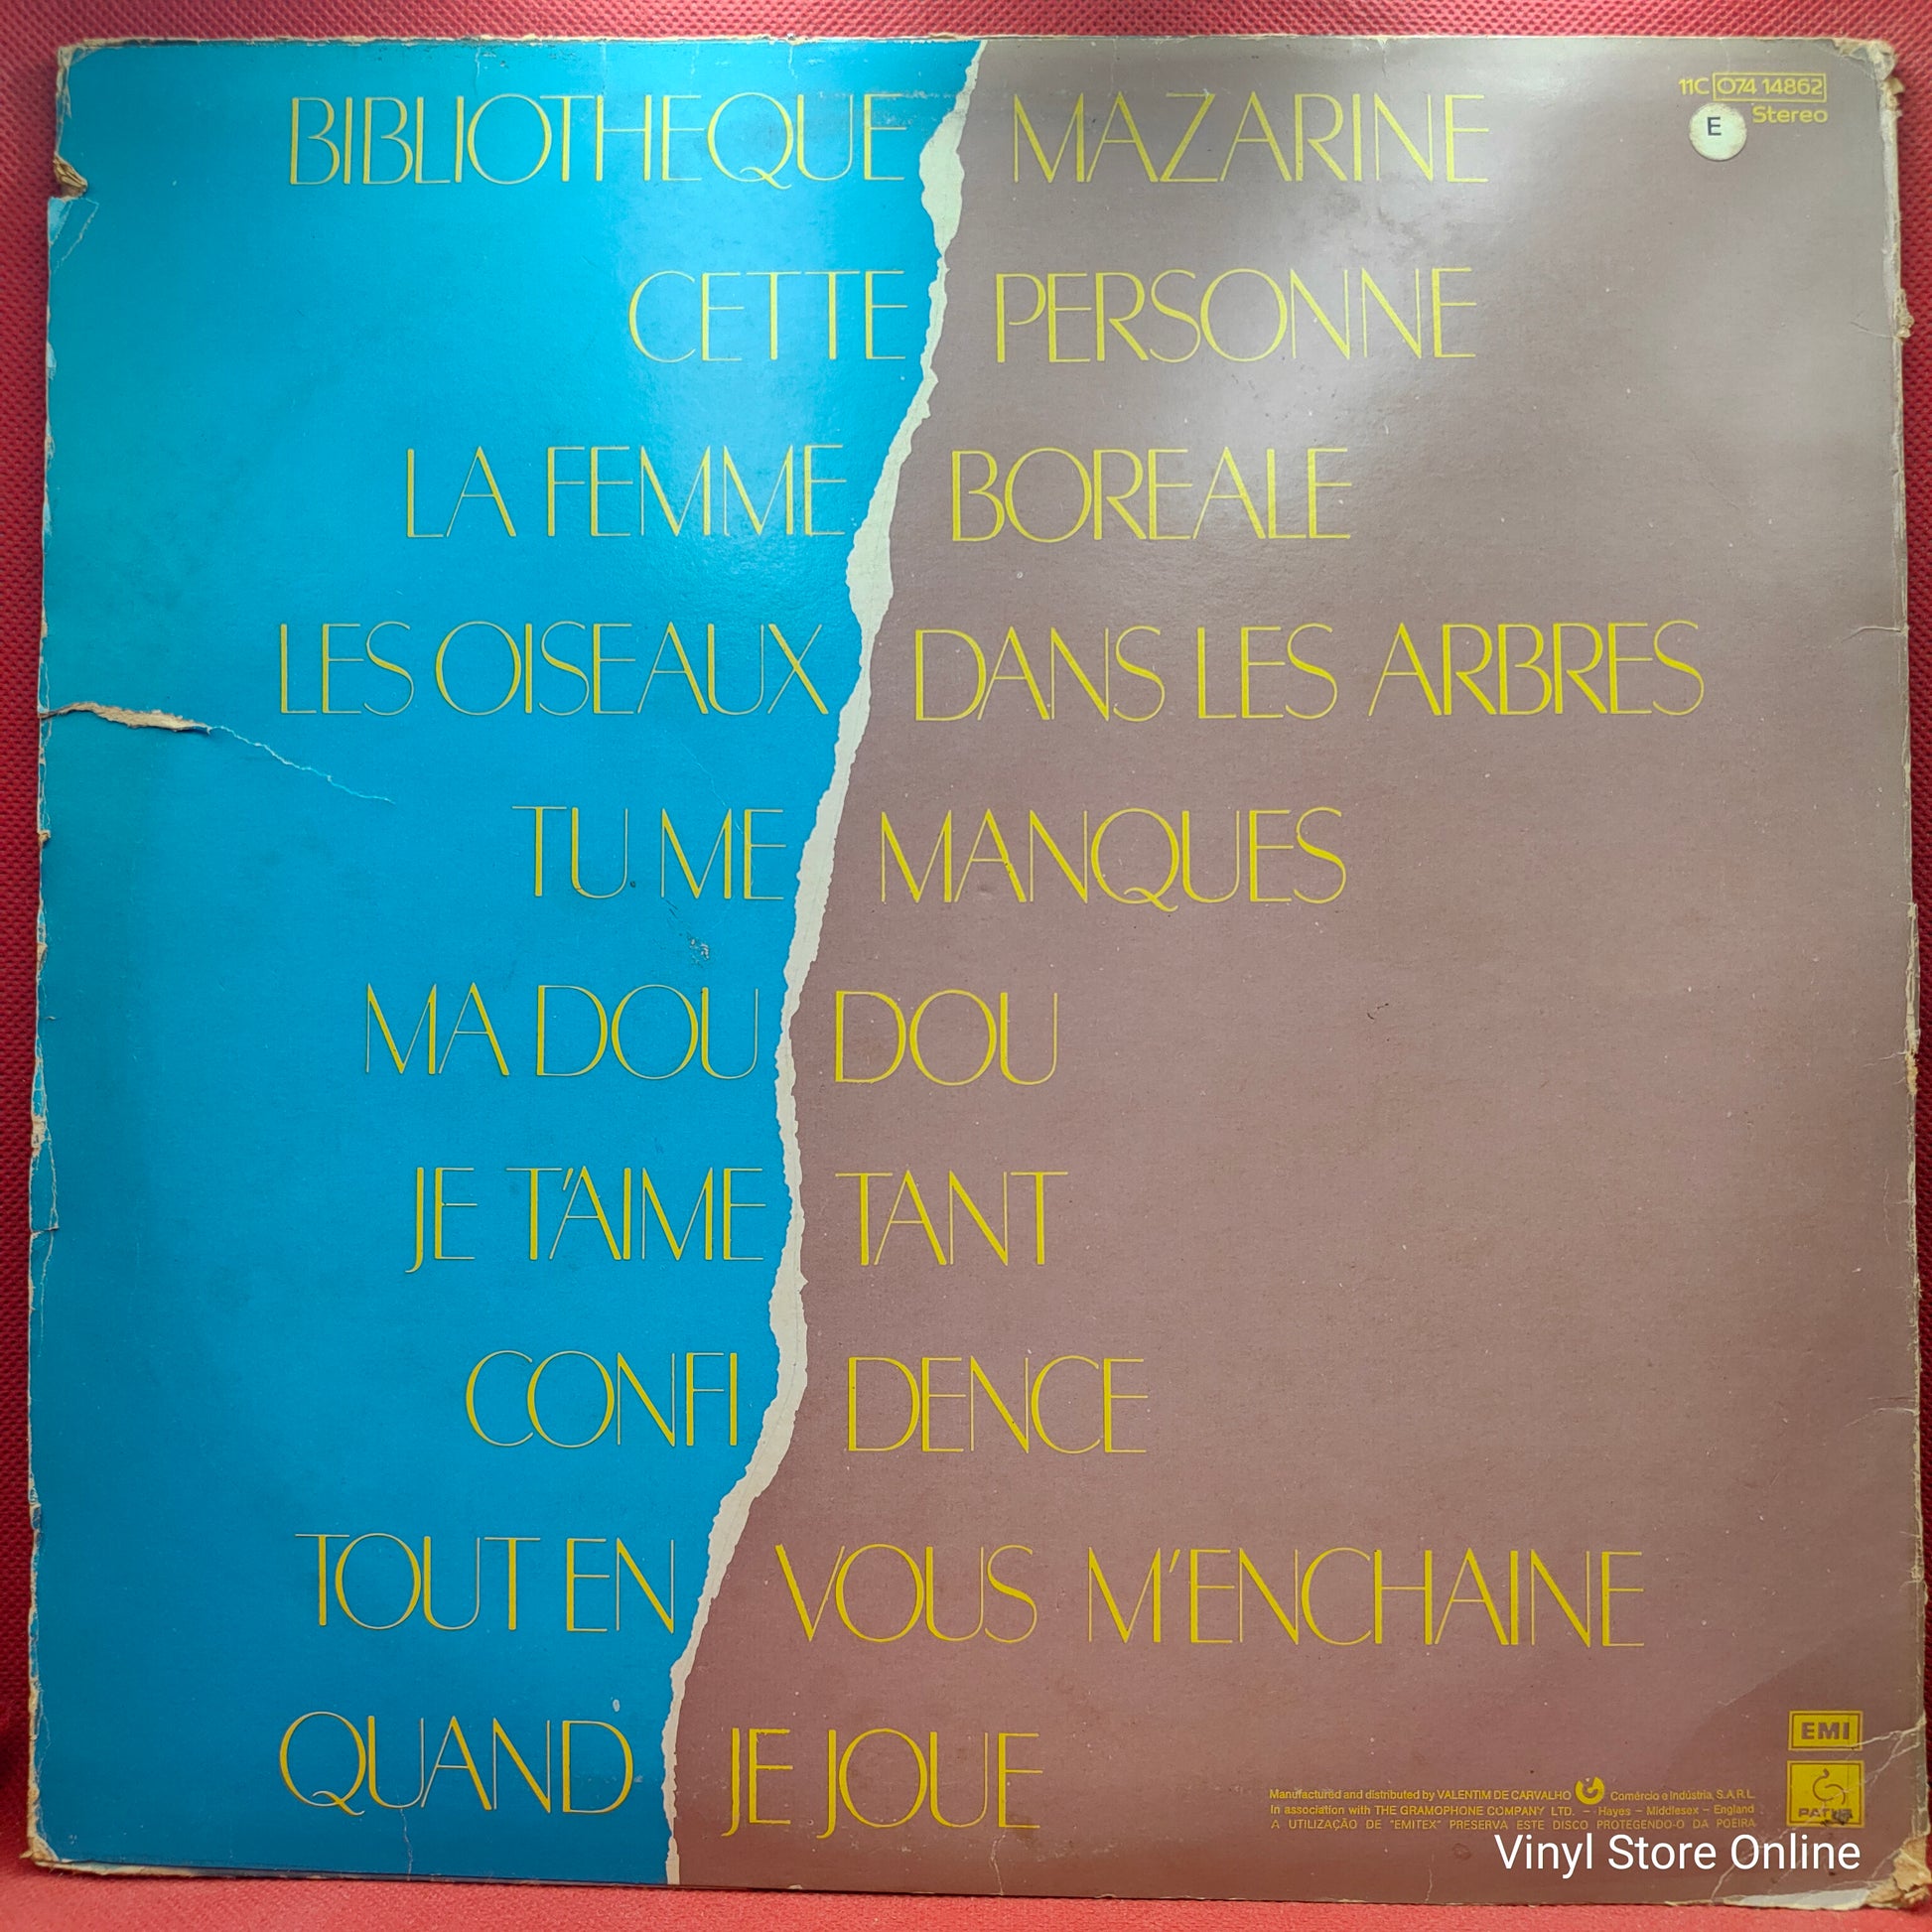 11C 074 14862
Stereo
E
BIBLIOTHEQUE MAZARINE
CETTE PERSONNE
LA FEMME BOREALE
LES OISEAUX DANS LES ARBRES
TU ME MANQUES
MA DOU DOU
JE T'AIME TANT
CONFI DENCE
TOUT EN VOUS M'ENCHAINE
QUAND JE JOUE
EMI
PATHE
Manufactured and distributed by VALENTIM DE CARVALHO Comércio e Indústria, S.A.R.L.
In association with THE GRAMOPHONE COMPANY LTD. – Hayes – Middlesex – England
A UTILIZAÇÃO DE "EMITEX" PRESERVA ESTE DISCO PROTEGENDO-O DA POEIRA
Vinyl Store Online